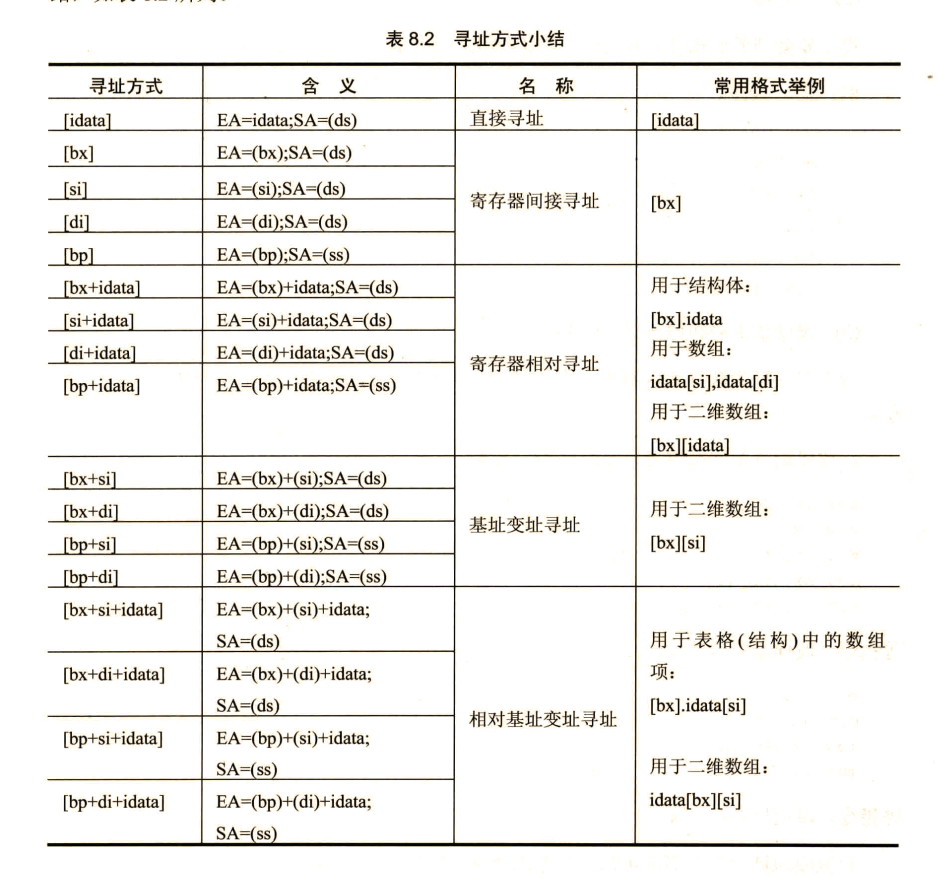 表 8.2 寻址方式小结
寻址方式 含 义 名 称 常用格式举例
[idata] EA=idata;SA=(ds) 直接寻址 [idata]
[bx] EA=(bx);SA=(ds)
[si] EA=(si);SA=(ds)
寄存器间接寻址 [bx]
[di] EA=(di);SA=(ds)
[bp] EA=(bp);SA=(ss)
[bx+idata] EA=(bx)+idata;SA=(ds) 用于结构体：
[si+idata] EA=(si)+idata;SA=(ds) [bx].idata
[di+idata] EA=(di)+idata;SA=(ds) 用于数组：
寄存器相对寻址
[bp+idata] EA=(bp)+idata;SA=(ss) idata[si],idata[di]
用于二维数组：
[bx][idata]
[bx+si] EA=(bx)+(si);SA=(ds)
[bx+di] EA=(bx)+(di);SA=(ds) 用于二维数组：
基址变址寻址
[bp+si] EA=(bp)+(si);SA=(ss) [bx][si]
[bp+di] EA=(bp)+(di);SA=(ss)
[bx+si+idata] EA=(bx)+(si)+idata;
SA=(ds) 用于表格(结构)中的数组
[bx+di+idata] EA=(bx)+(di)+idata; 项：
SA=(ds) [bx].idata[si]
相对基址变址寻址
[bp+si+idata] EA=(bp)+(si)+idata;
SA=(ss) 用于二维数组：
[bp+di+idata] EA=(bp)+(di)+idata; idata[bx][si]
SA=(ss)